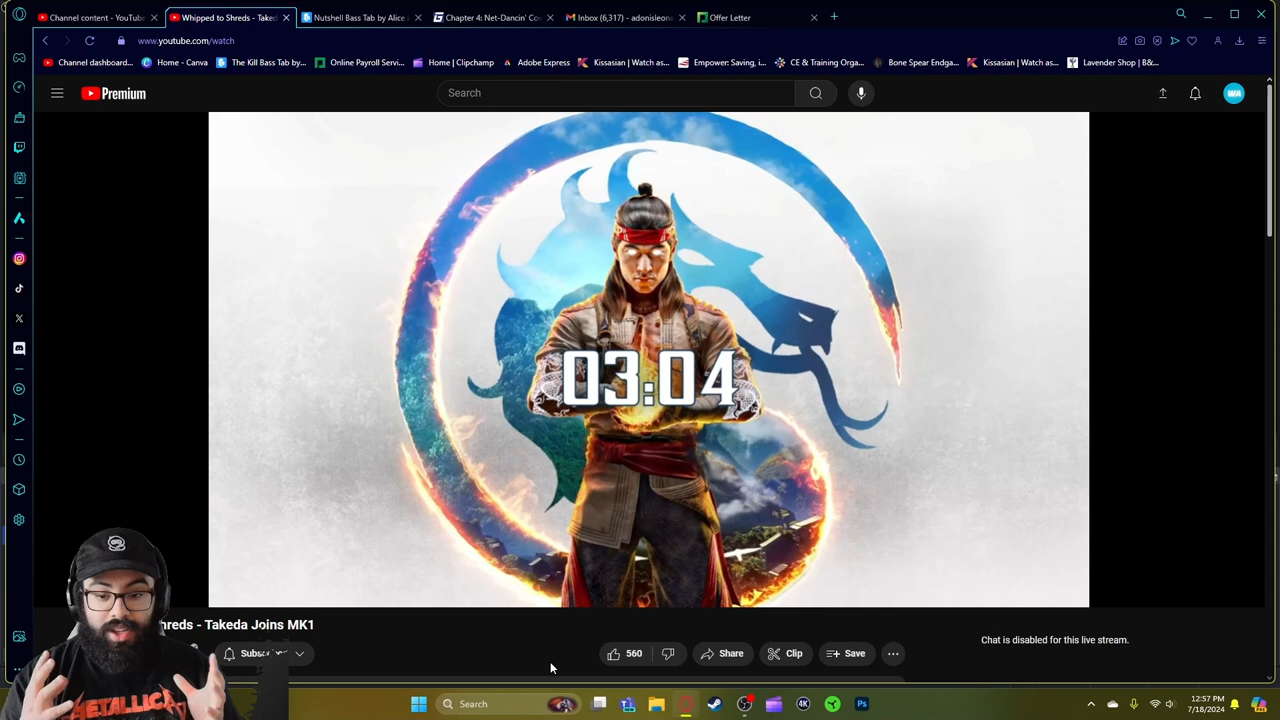 Channel content - YouTube
Whipped to Shreds - Taked
Nutshell Bass Tab by Alice i
Chapter 4: Net-Dancin' Co
Inbox (6,317) - adonisleona
Offer Letter
www.youtube.com/watch
Channel dashboard...
Home - Canva
The Kill Bass Tab by...
Online Payroll Servi...
Home | Clipchamp
Adobe Express
Kissasian | Watch as...
Empower: Saving, i...
CE & Training Orga...
Bone Spear Endga...
Kissasian | Watch as...
Lavender Shop | B&...
Premium
Search
WA
03:04
hreds - Takeda Joins MK1
560
Share
Clip
Save
Chat is disabled for this live stream.
METALLICA
Search
4K
12:57 PM
7/18/2024